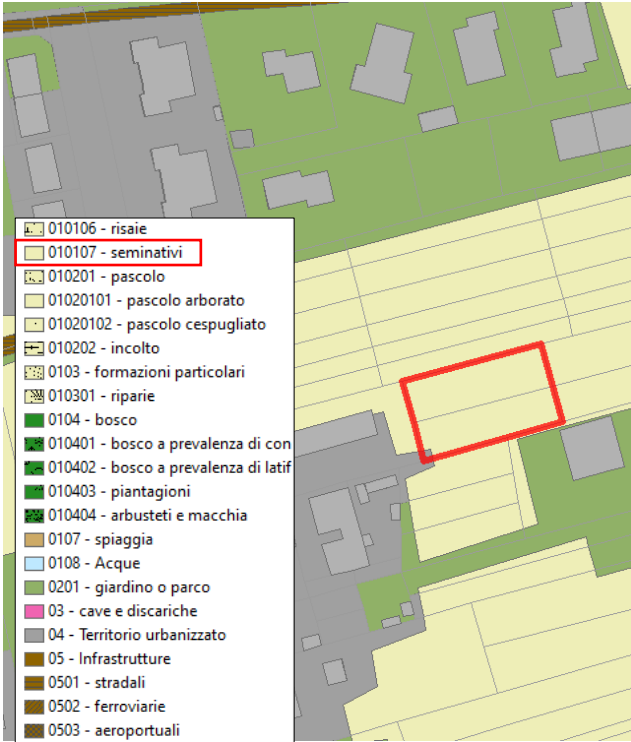 010106 - risaie
010107 - seminativi
010201 - pascolo
01020101 - pascolo arborato
01020102 - pascolo cespugliato
010202 - incolto
0103 - formazioni particolari
010301 - riparie
0104 - bosco
010401 - bosco a prevalenza di con
010402 - bosco a prevalenza di latif
010403 - piantagioni
010404 - arbusteti e macchia
0107 - spiaggia
0108 - Acque
0201 - giardino o parco
03 - cave e discariche
04 - Territorio urbanizzato
05 - Infrastrutture
0501 - stradali
0502 - ferroviarie
0503 - aeroportuali